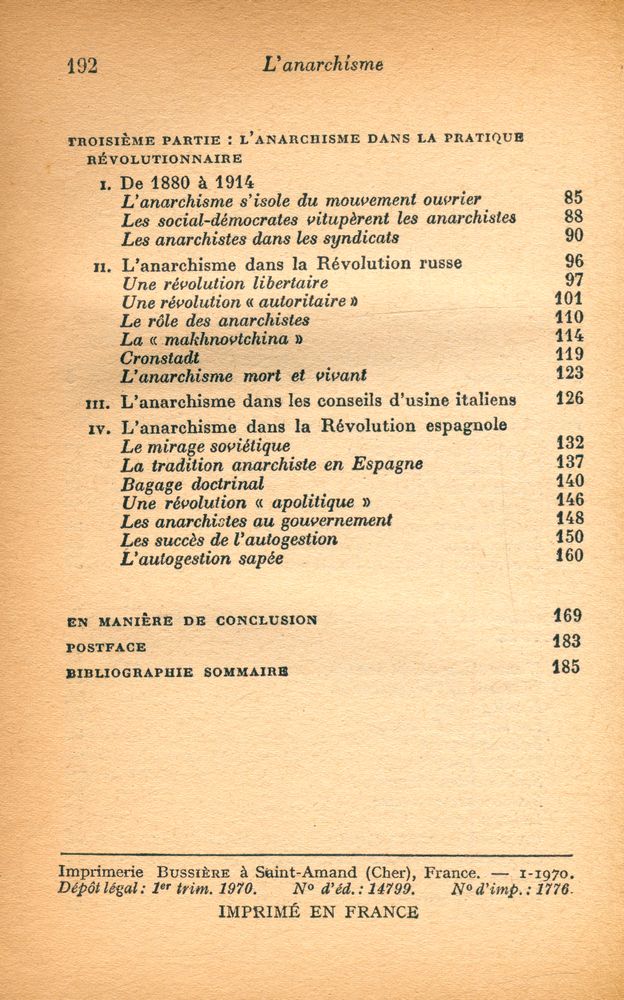 192 L'anarchisme
TROISIÈME PARTIE : L'ANARCHISME DANS LA PRATIQUE
RÉVOLUTIONNAIRE
I. De 1880 à 1914
L'anarchisme s'isole du mouvement ouvrier 85
Les social-démocrates vitupèrent les anarchistes 88
Les anarchistes dans les syndicats 90
II. L'anarchisme dans la Révolution russe 96
Une révolution libertaire 97
Une révolution « autoritaire » 101
Le rôle des anarchistes 110
La « makhnovtchina » 114
Cronstadt 119
L'anarchisme mort et vivant 123
III. L'anarchisme dans les conseils d'usine italiens 126
IV. L'anarchisme dans la Révolution espagnole
Le mirage soviétique 132
La tradition anarchiste en Espagne 137
Bagage doctrinal 140
Une révolution « apolitique » 146
Les anarchistes au gouvernement 148
Les succès de l'autogestion 150
L'autogestion sapée 160
EN MANIÈRE DE CONCLUSION 169
POSTFACE 183
BIBLIOGRAPHIE SOMMAIRE 185
Imprimerie BUSSIÈRE à Saint-Amand (Cher), France. — 1-1970.
Dépôt légal : 1er trim. 1970. No d'éd. : 14799. No d'imp. : 1776.
IMPRIMÉ EN FRANCE